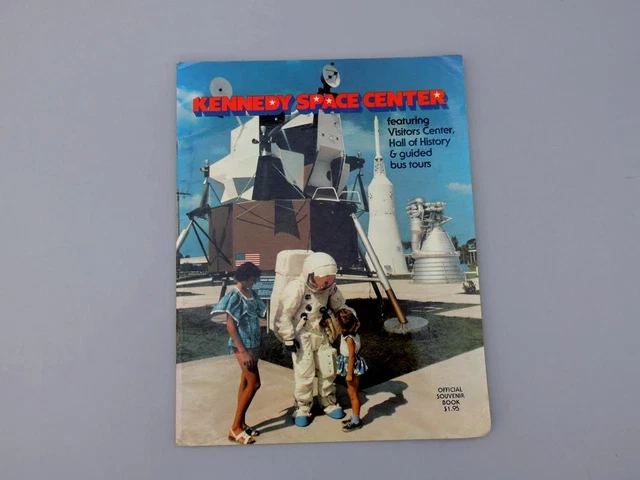 KENNEDY SPACE CENTER
featuring
Visitors Center,
Hall of History
& guided
bus tours
OFFICIAL
SOUVENIR
BOOK
$1.95